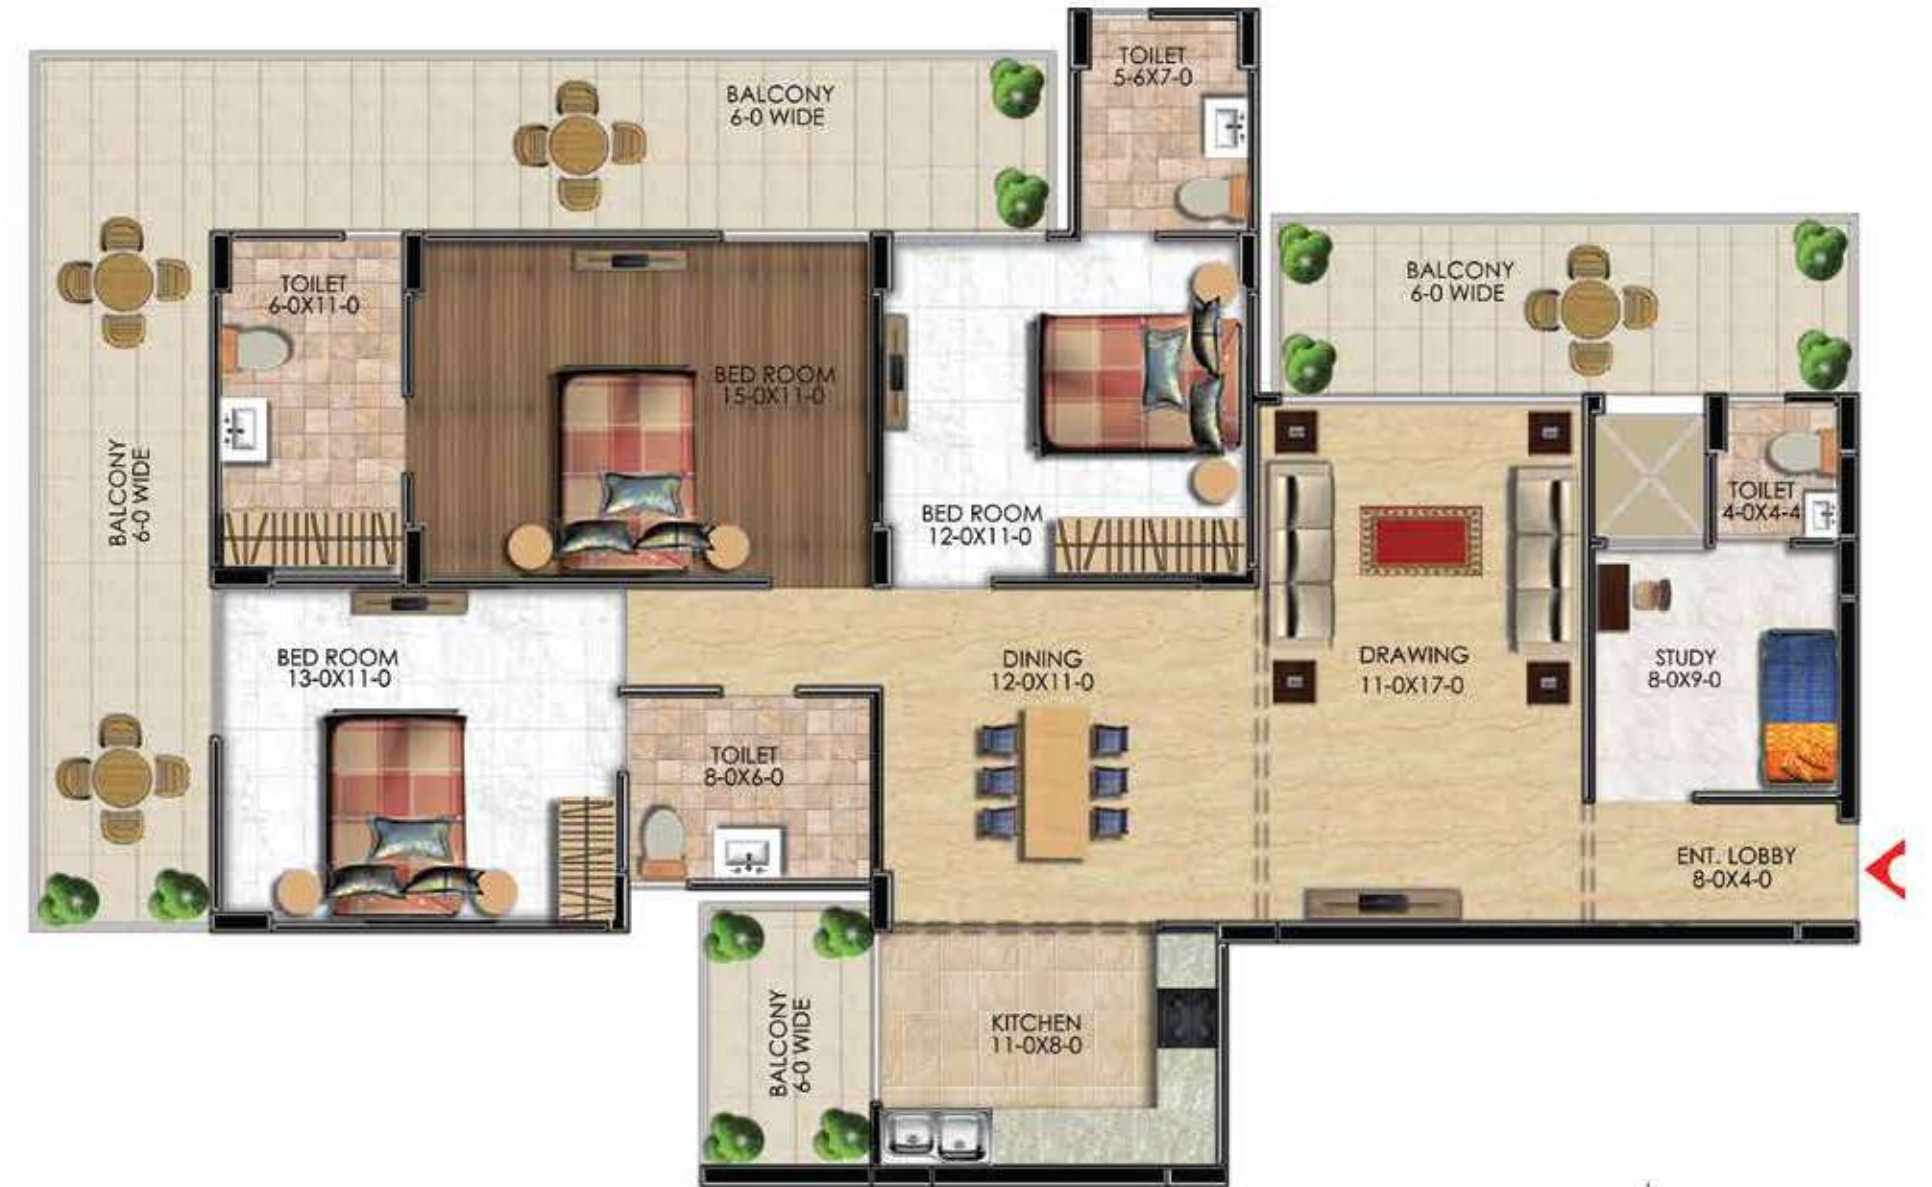 TOILET
5-6X7-0
BALCONY
6-0 WIDE
BALCONY
6-0 WIDE
TOILET
6-0X11-0
BED ROOM
15-0X11-0
BALCONY
6-0 WIDE
BED ROOM
12-0X11-0
TOILET
4-0X4-4
BED ROOM
13-0X11-0
DINING
12-0X11-0
DRAWING
11-0X17-0
STUDY
8-0X9-0
TOILET
8-0X6-0
ENT. LOBBY
8-0X4-0
BALCONY
6-0 WIDE
KITCHEN
11-0X8-0